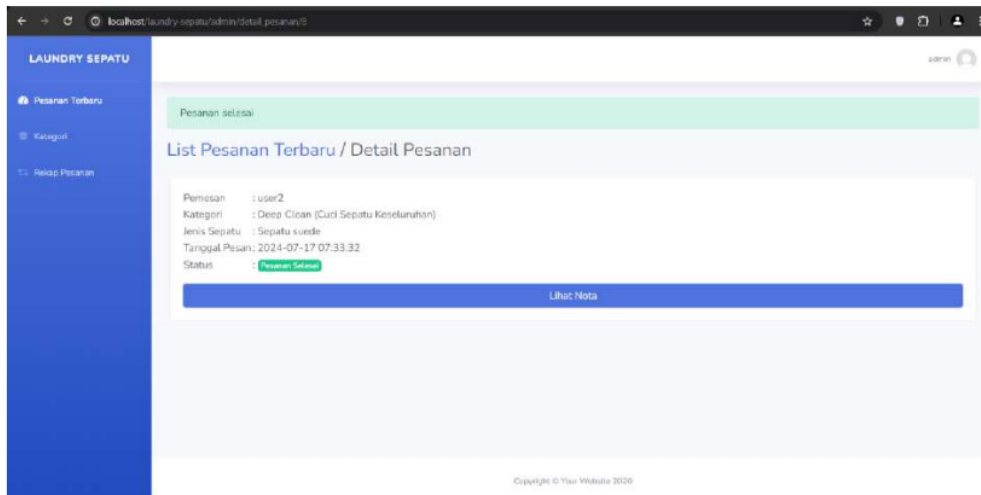 localhost/laundry-sepatu/admin/detail_pesanan/8
LAUNDRY SEPATU
admin
Pesanan Terbaru
Kategori
Rekap Pesanan
Pesanan selesai
List Pesanan Terbaru / Detail Pesanan
Pemesan : user2
Kategori : Deep Clean (Cuci Sepatu Keseluruhan)
Jenis Sepatu : Sepatu suede
Tanggal Pesan : 2024-07-17 07:33:32
Status : Pesanan Selesai
Lihat Nota
Copyright © Your Website 2020